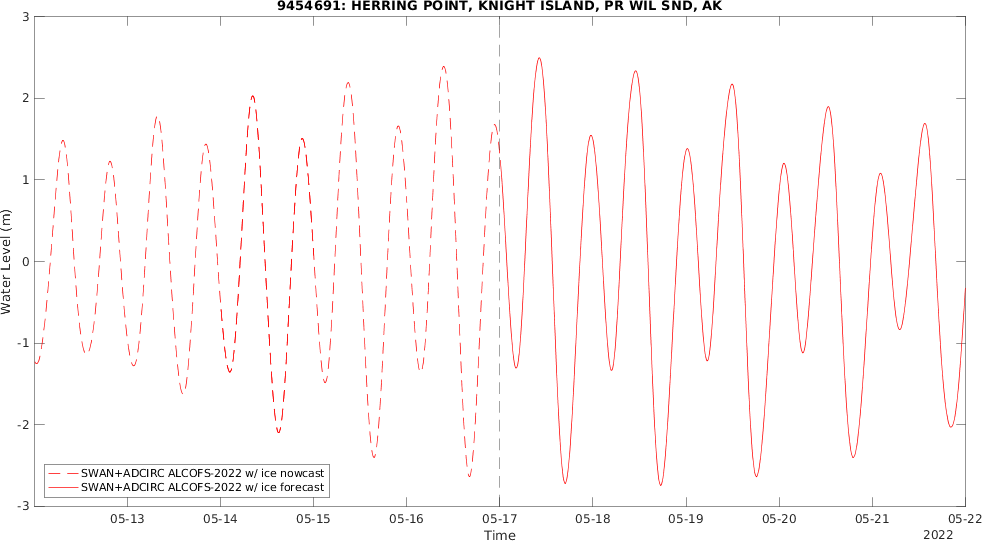 9454691: HERRING POINT, KNIGHT ISLAND, PR WIL SND, AK
3
2
1
0
-1
-2
-3
Water Level (m)
SWAN+ADCIRC ALCOFS-2022 w/ ice nowcast
SWAN+ADCIRC ALCOFS-2022 w/ ice forecast
05-13 05-14 05-15 05-16 05-17 05-18 05-19 05-20 05-21 05-22
Time
2022